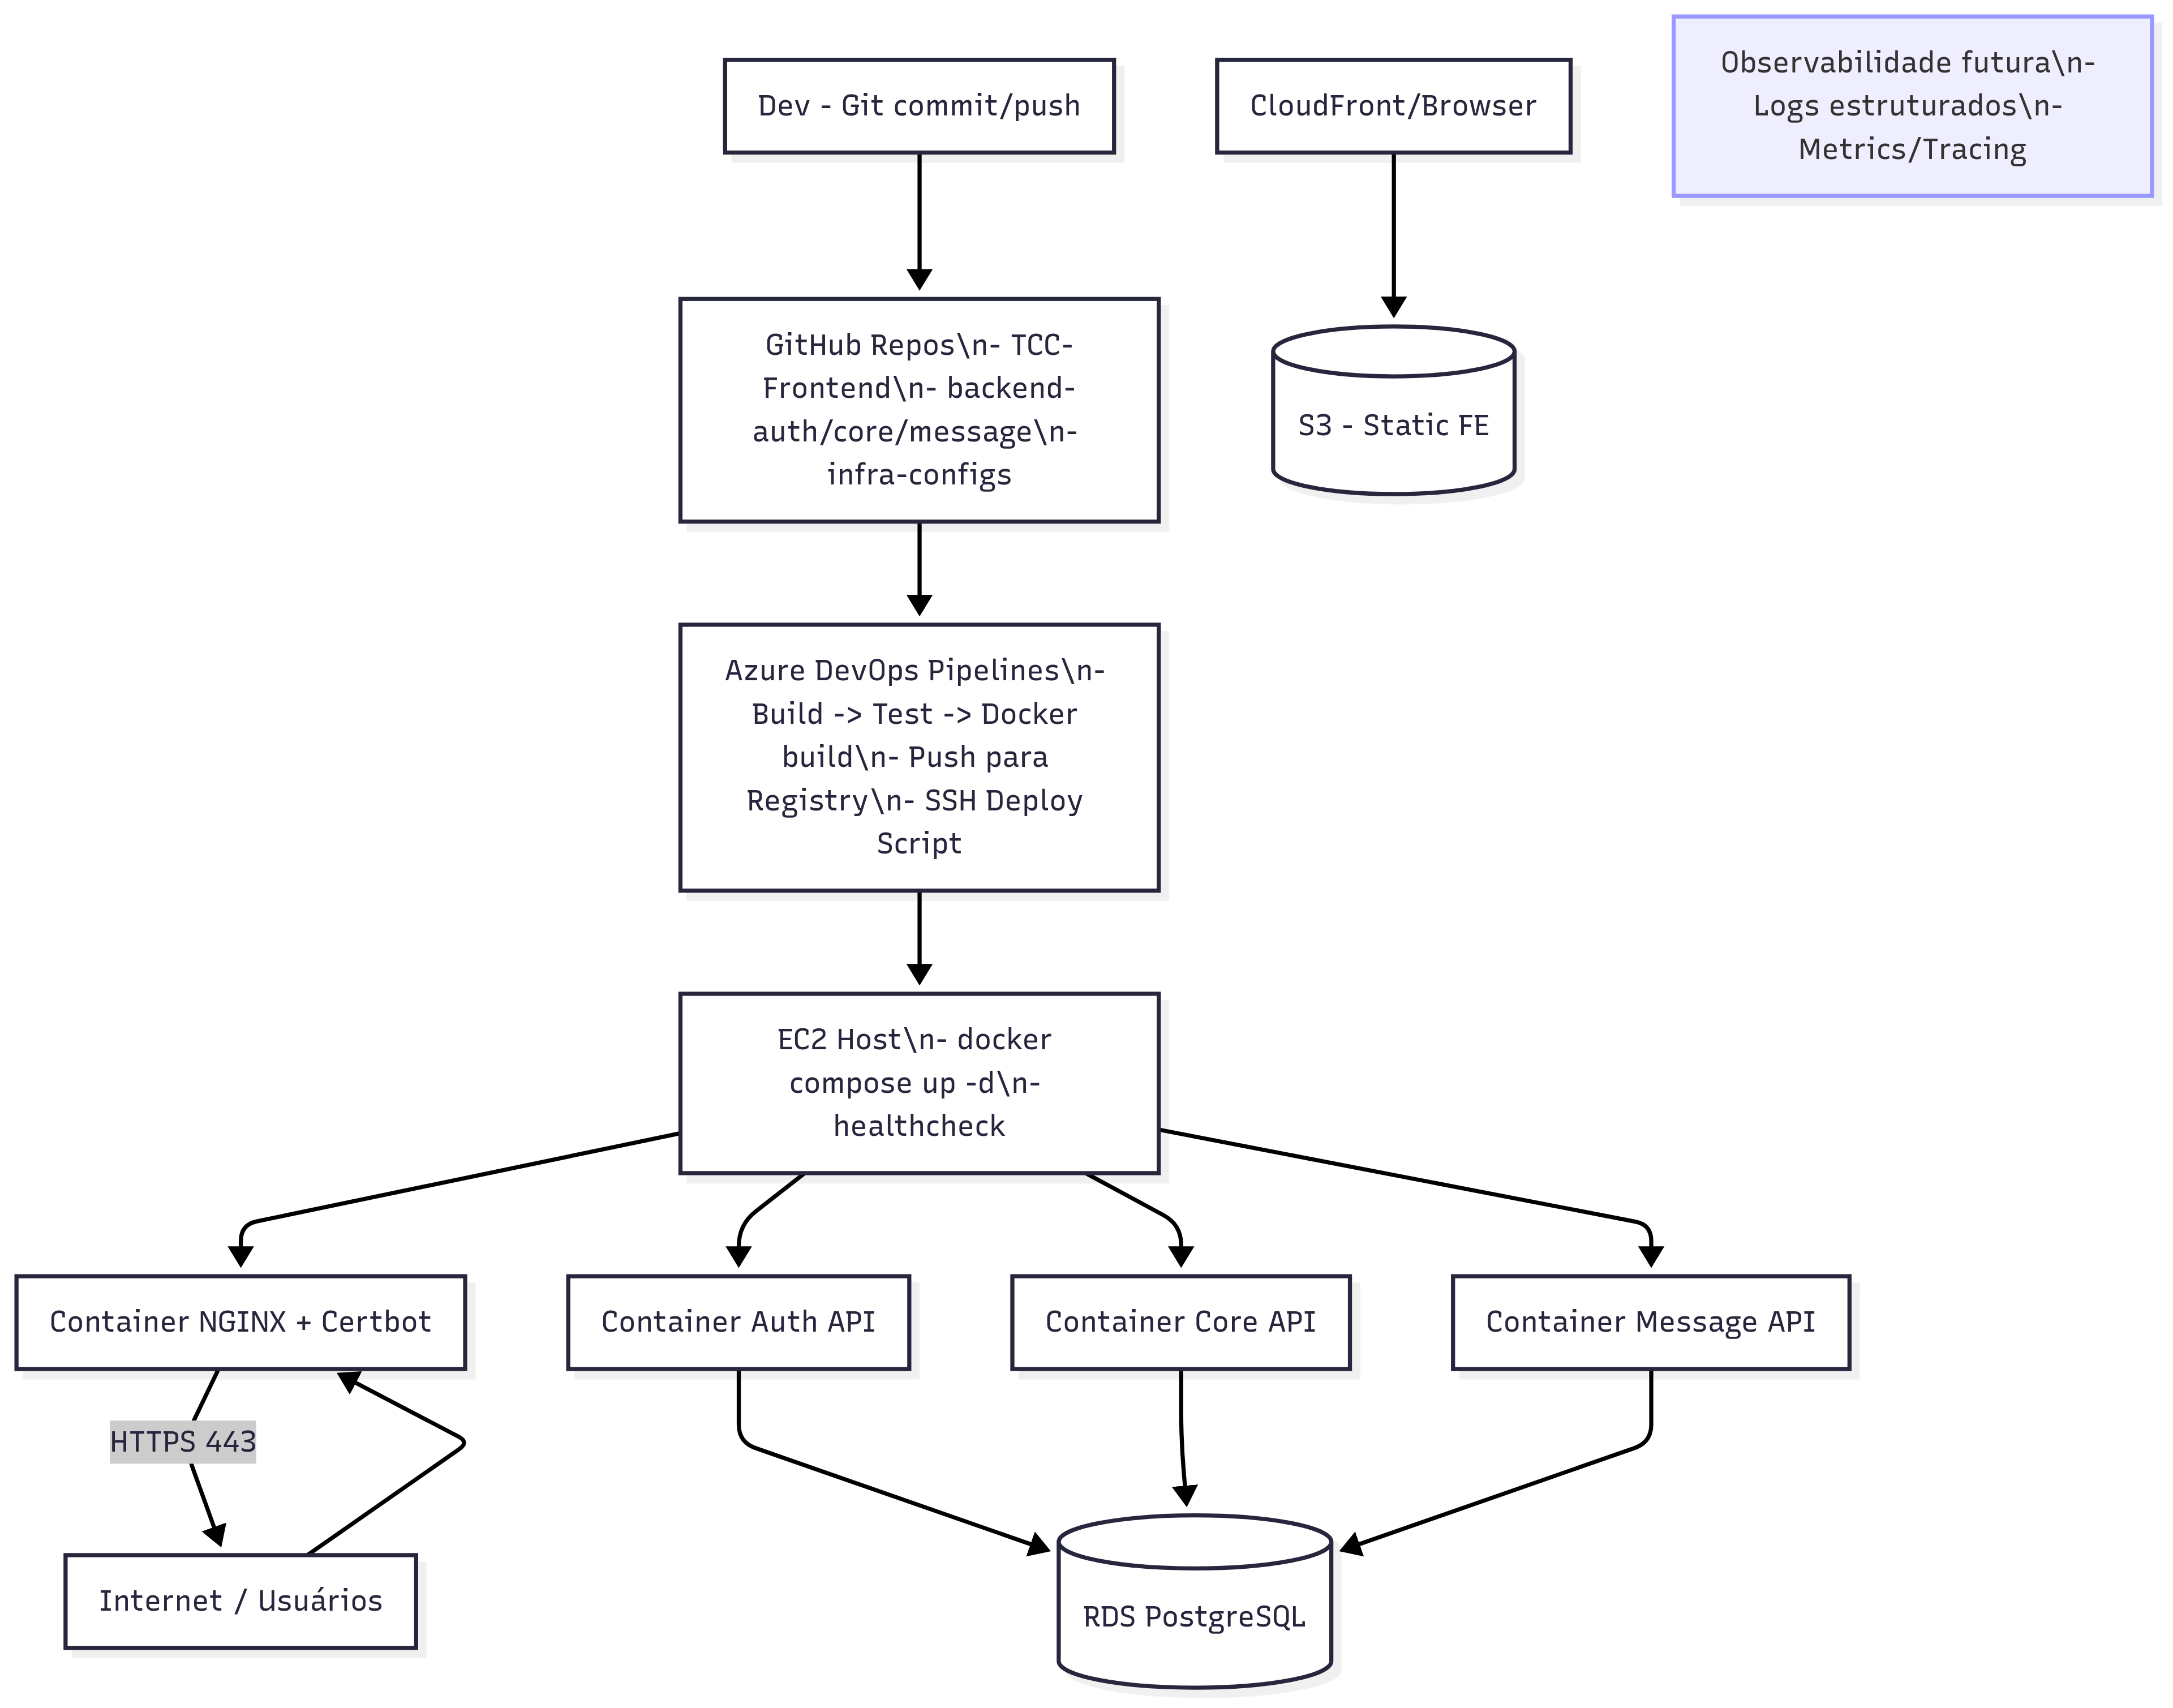 Dev - Git commit/push
CloudFront/Browser
Observabilidade futura\n-
Logs estruturados\n-
Metrics/Tracing
GitHub Repos\n- TCC-
Frontend\n- backend-
auth/core/message\n-
infra-configs
S3 - Static FE
Azure DevOps Pipelines\n-
Build -> Test -> Docker
build\n- Push para
Registry\n- SSH Deploy
Script
EC2 Host\n- docker
compose up -d\n-
healthcheck
Container NGINX + Certbot
Container Auth API
Container Core API
Container Message API
HTTPS 443
Internet / Usuários
RDS PostgreSQL